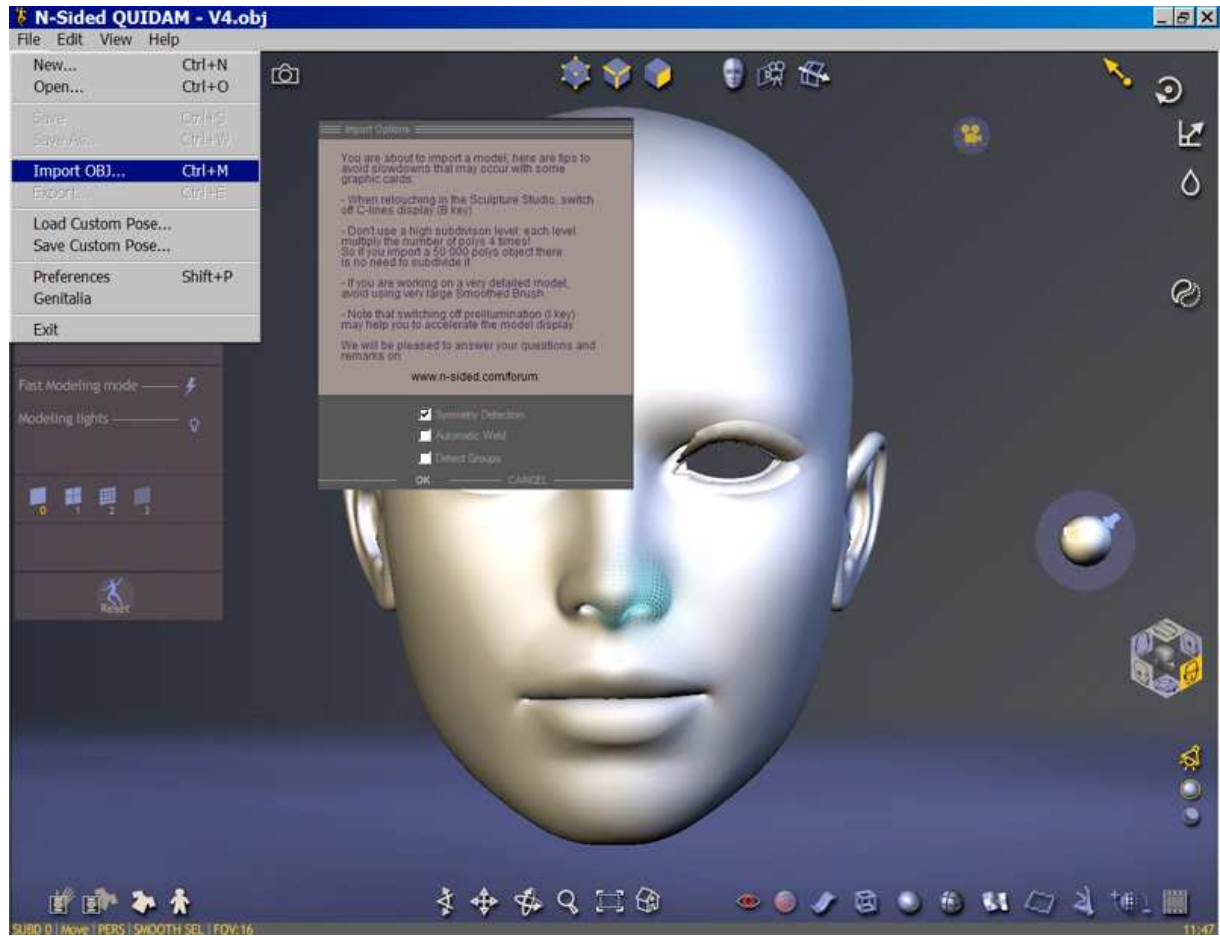 N-Sided QUIDAM - V4.obj
File Edit View Help
New... Ctrl+N
Open... Ctrl+O
Save Ctrl+S
Save As... Ctrl+W
Import OBJ... Ctrl+M
Export... Ctrl+E
Load Custom Pose...
Save Custom Pose...
Preferences Shift+P
Genitalia
Exit
Import Options
You are about to import a model, here are tips to
avoid slowdowns that may occur with some
graphic cards:
- When retouching in the Sculpture Studio, switch
off C-lines display (B key)
- Don't use a high subdivison level: each level
multiply the number of polys 4 times!
So if you import a 50 000 polys object there
is no need to subdivide it
- If you are working on a very detailed model,
avoid using very large Smoothed Brush
- Note that switching off preillumination (I key)
may help you to accelerate the model display
We will be pleased to answer your questions and
remarks on:
www.n-sided.com/forum
Symmetry Detection
Automatic Weld
Detect Groups
OK CANCEL
Fast Modeling mode
Modeling lights
0 1 2 3
Reset
SUBD 0 | Move | PERS | SMOOTH SEL | FOV:16
11:47